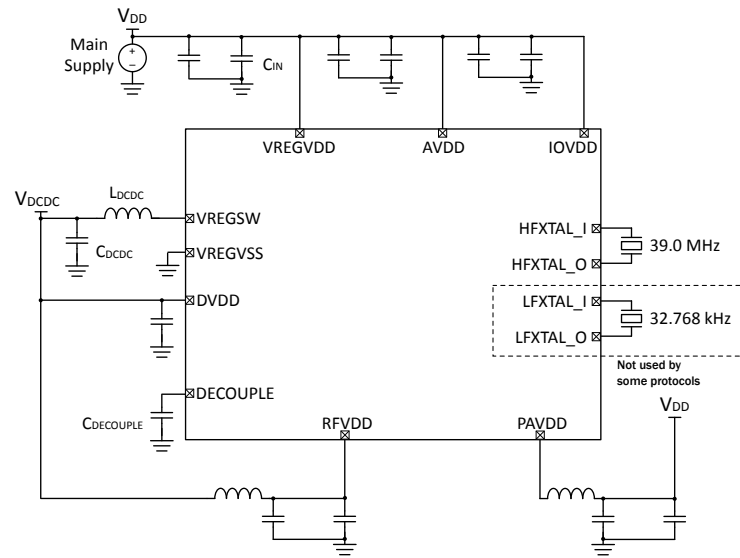 VDD
Main
Supply
+
−
CIN
VREGVDD
AVDD
IOVDD
VDCDC
LDCDC
VREGSW
CDCDC
VREGVSS
DVDD
DECOUPLE
CDECOUPLE
HFXTAL_I
HFXTAL_O
39.0 MHz
LFXTAL_I
LFXTAL_O
32.768 kHz
Not used by
some protocols
RFVDD
PAVDD
VDD